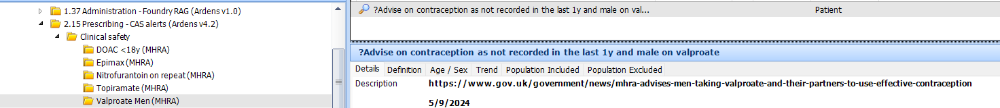 1.37 Administration - Foundry RAG (Ardens v1.0)
2.15 Prescribing - CAS alerts (Ardens v4.2)
Clinical safety
DOAC <18y (MHRA)
Epimax (MHRA)
Nitrofurantoin on repeat (MHRA)
Topiramate (MHRA)
Valproate Men (MHRA)
?Advise on contraception as not recorded in the last 1y and male on val... Patient
?Advise on contraception as not recorded in the last 1y and male on valproate
Details Definition Age / Sex Trend Population Included Population Excluded
Description https://www.gov.uk/government/news/mhra-advises-men-taking-valproate-and-their-partners-to-use-effective-contraception
5/9/2024